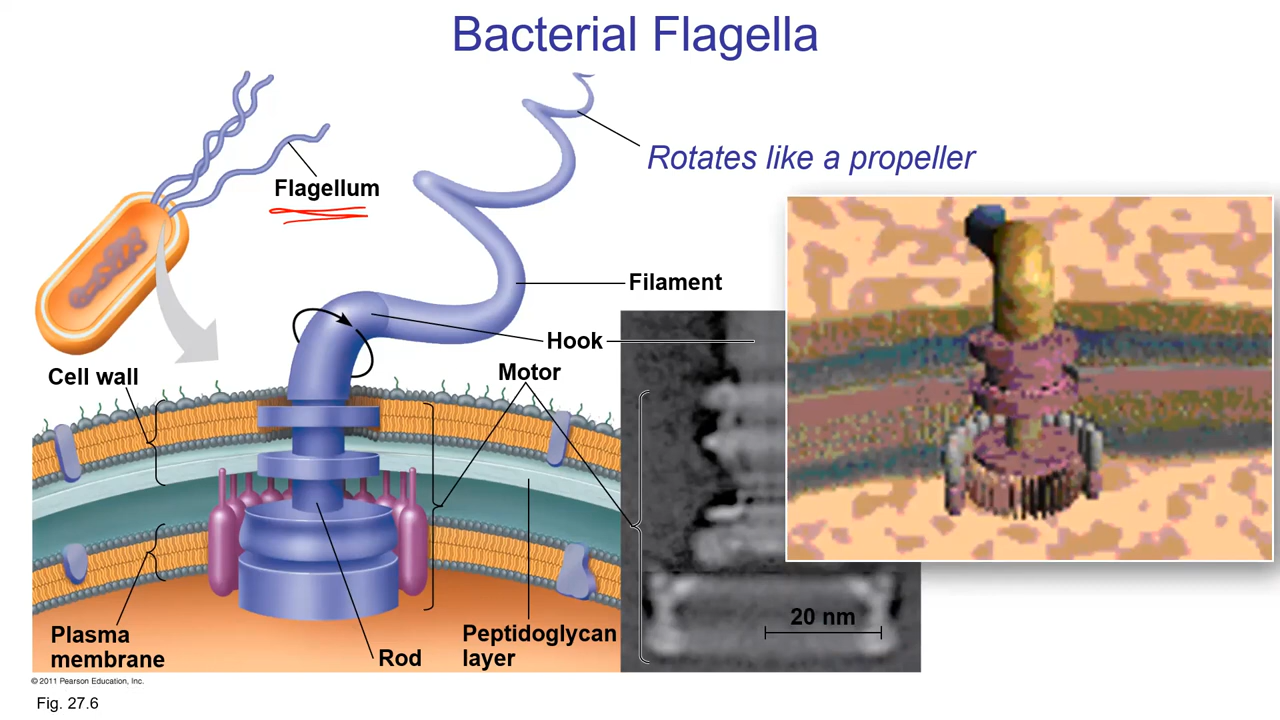 Bacterial Flagella
Rotates like a propeller
Flagellum
Filament
Hook
Cell wall
Motor
20 nm
Plasma
membrane
Rod
Peptidoglycan
layer
© 2011 Pearson Education, Inc.
Fig. 27.6